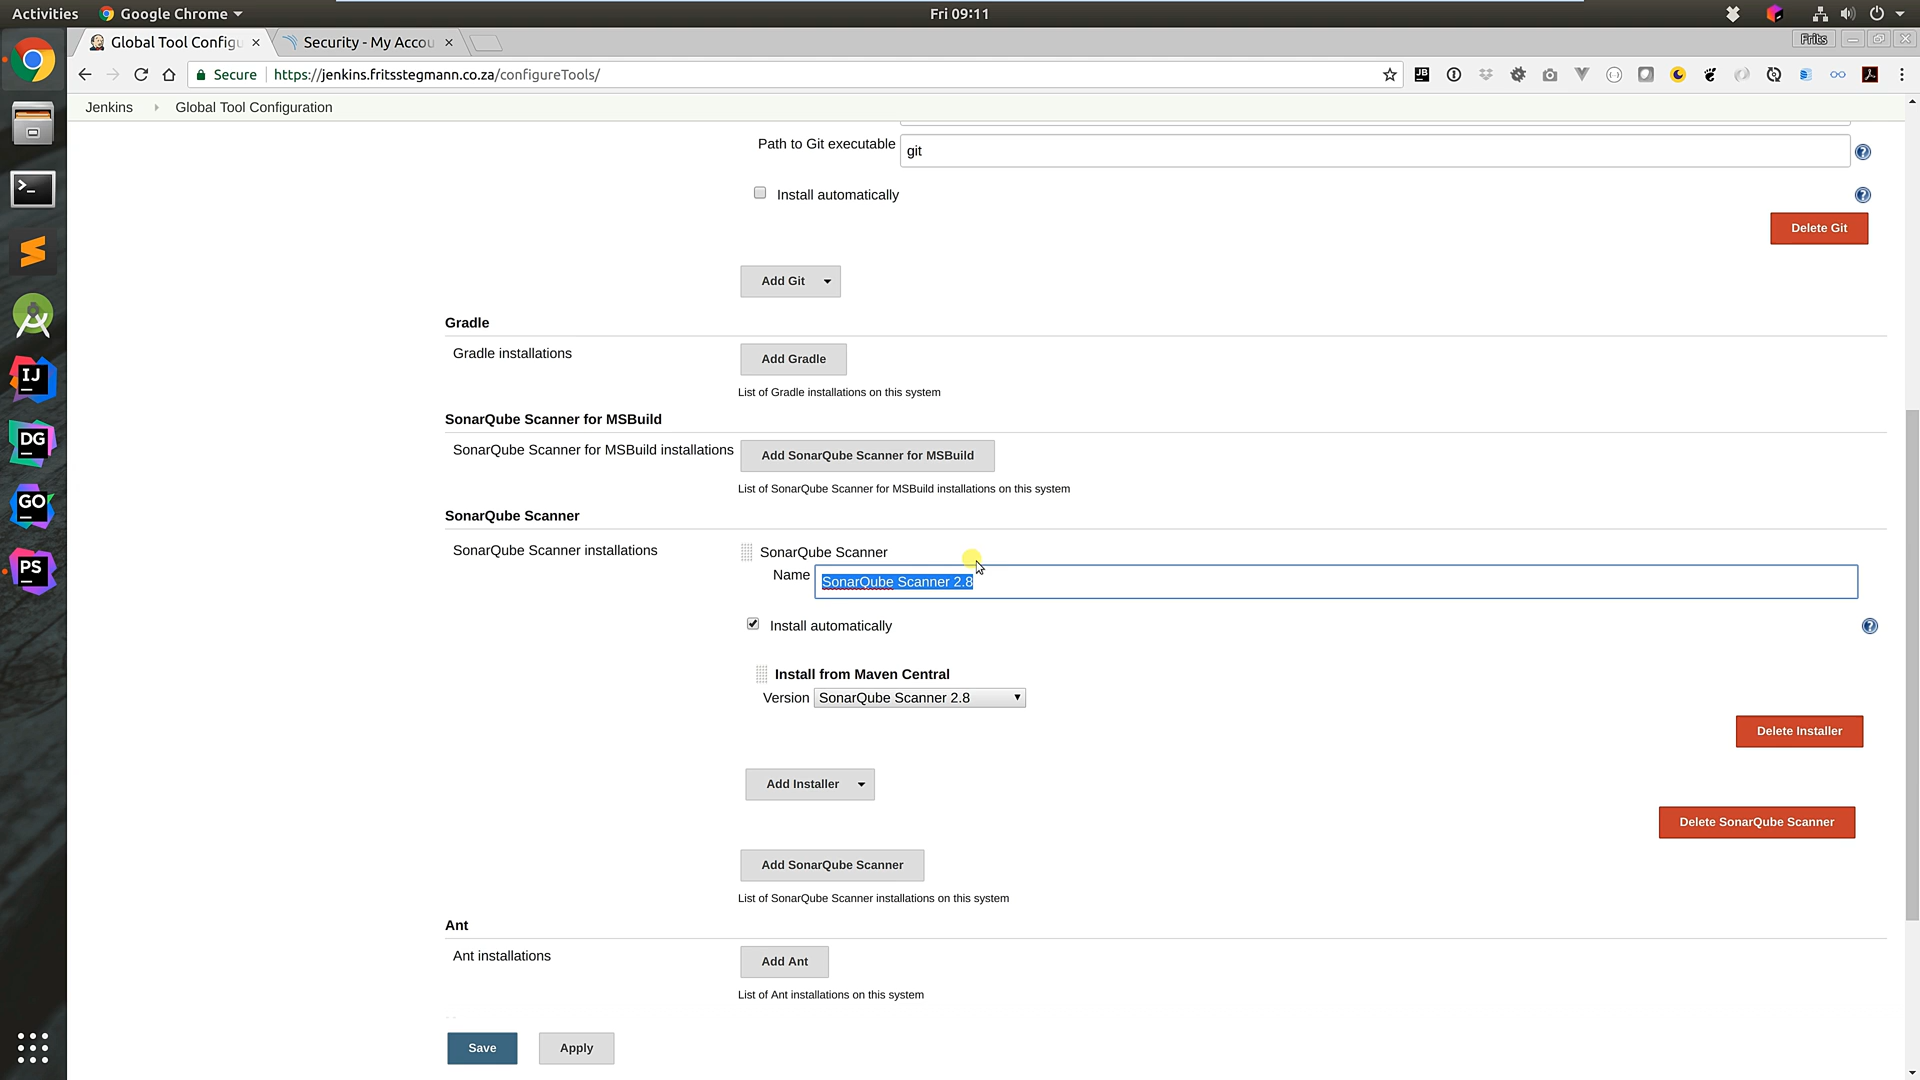 Activities Google Chrome Fri 09:11
Global Tool Configu Security - My Accou Frits
Secure https://jenkins.fritsstegmann.co.za/configureTools/
Jenkins Global Tool Configuration
Path to Git executable git
Install automatically
Delete Git
Add Git
Gradle
Gradle installations Add Gradle
List of Gradle installations on this system
SonarQube Scanner for MSBuild
SonarQube Scanner for MSBuild installations Add SonarQube Scanner for MSBuild
List of SonarQube Scanner for MSBuild installations on this system
SonarQube Scanner
SonarQube Scanner installations SonarQube Scanner
Name SonarQube Scanner 2.8
Install automatically
Install from Maven Central
Version SonarQube Scanner 2.8
Delete Installer
Add Installer
Delete SonarQube Scanner
Add SonarQube Scanner
List of SonarQube Scanner installations on this system
Ant
Ant installations Add Ant
List of Ant installations on this system
Save Apply
IJ
DG
GO
PS